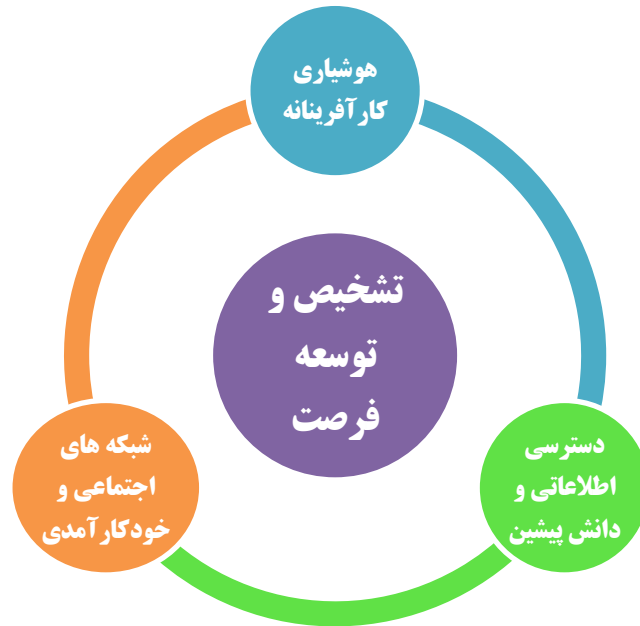 هوشیاری
کارآفرینانه
تشخیص و
توسعه
فرصت
دسترسی
اطلاعاتی و
دانش پیشین
شبکه های
اجتماعی و
خودکارآمدی